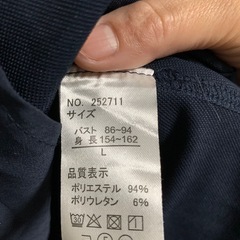 NO. 252711
サイズ
バスト 86~94
身 長 154~162
L
品質表示
ポリエステル 94%
ポリウレタン 6%